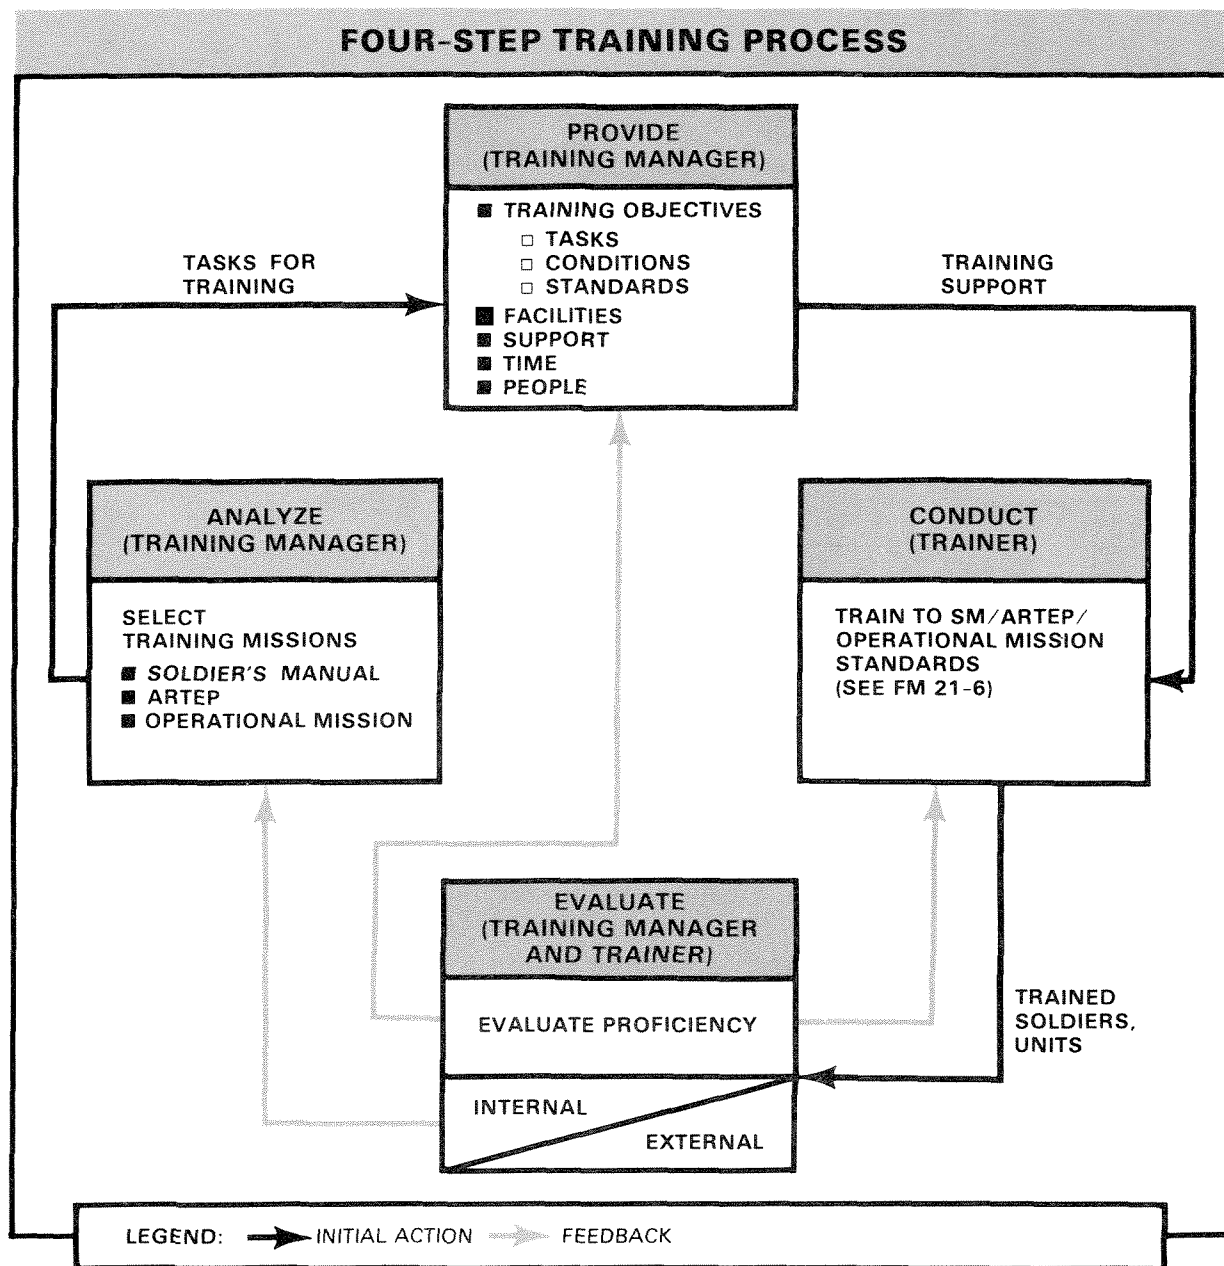 FOUR-STEP TRAINING PROCESS
PROVIDE
(TRAINING MANAGER)
■ TRAINING OBJECTIVES
□ TASKS
□ CONDITIONS
□ STANDARDS
■ FACILITIES
■ SUPPORT
■ TIME
■ PEOPLE
TASKS FOR
TRAINING
TRAINING
SUPPORT
ANALYZE
(TRAINING MANAGER)
SELECT
TRAINING MISSIONS
■ SOLDIER'S MANUAL
■ ARTEP
■ OPERATIONAL MISSION
CONDUCT
(TRAINER)
TRAIN TO SM/ARTEP/
OPERATIONAL MISSION
STANDARDS
(SEE FM 21-6)
EVALUATE
(TRAINING MANAGER
AND TRAINER)
EVALUATE PROFICIENCY
INTERNAL
EXTERNAL
TRAINED
SOLDIERS,
UNITS
LEGEND: INITIAL ACTION FEEDBACK